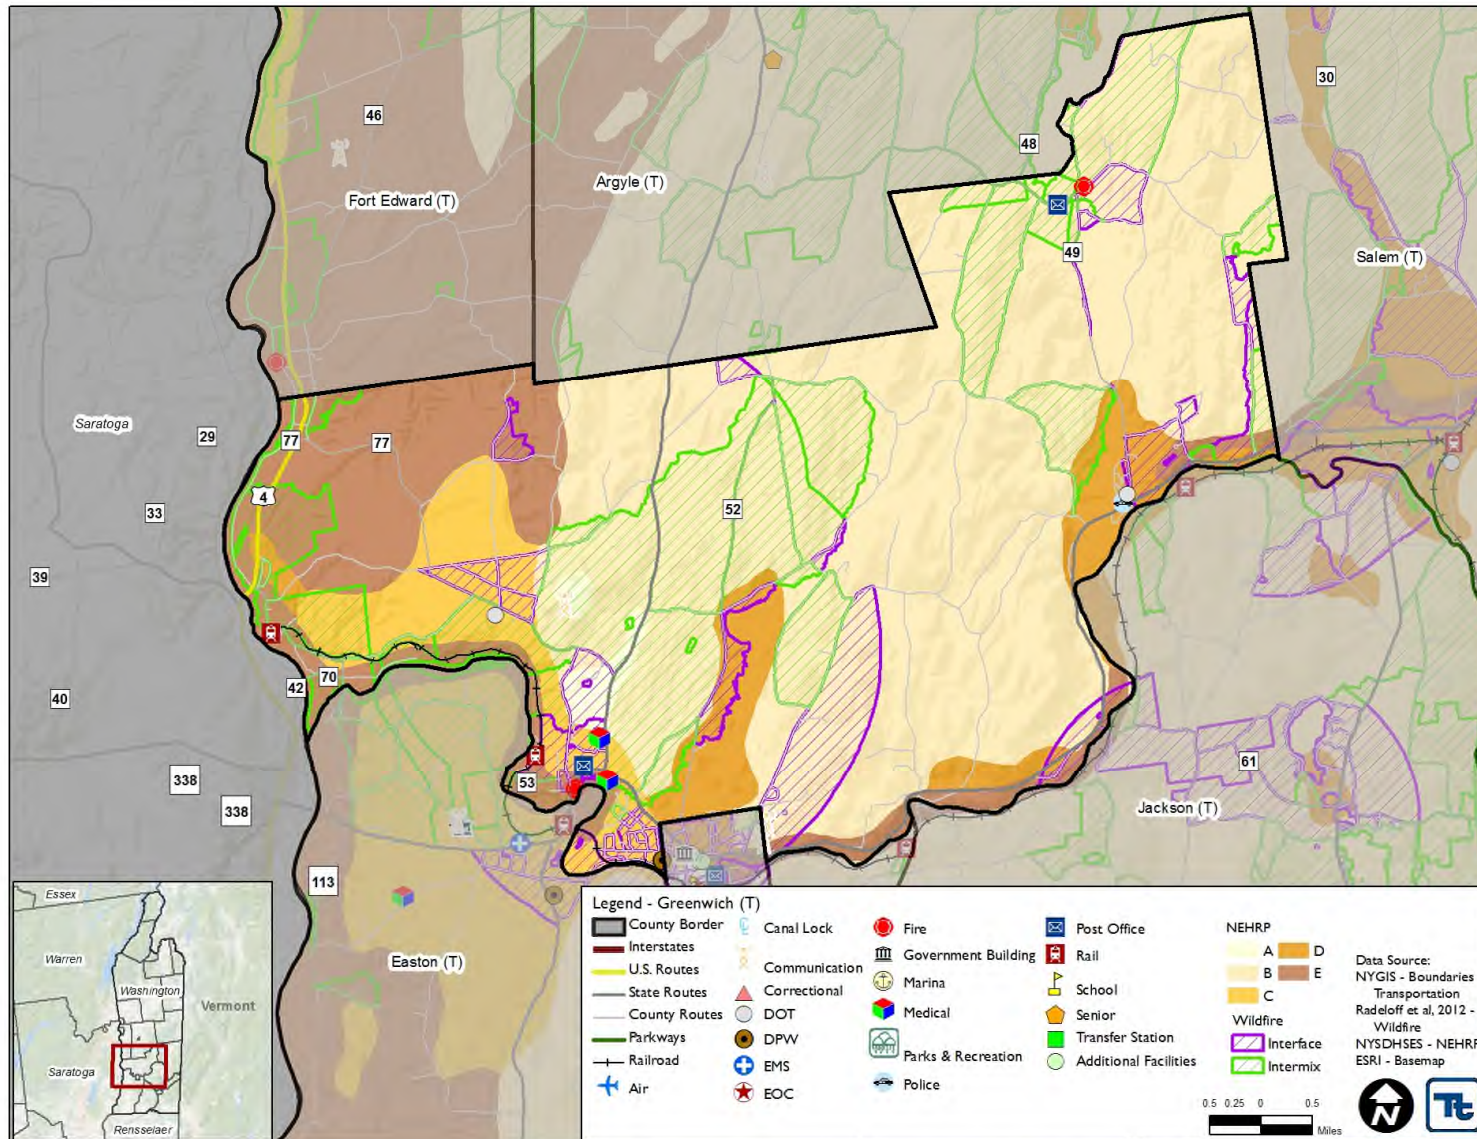 46
30
48
Argyle (T)
Fort Edward (T)
49
Salem (T)
Saratoga
29
77
77
4
33
52
39
42
70
40
53
61
338
338
Jackson (T)
113
Easton (T)
Essex
Warren
Washington
Vermont
Saratoga
Rensselaer
Legend - Greenwich (T)
County Border
Interstates
U.S. Routes
State Routes
County Routes
Parkways
Railroad
Air
Canal Lock
Communication
Correctional
DOT
DPW
EMS
EOC
Fire
Government Building
Marina
Medical
Parks & Recreation
Police
Post Office
Rail
School
Senior
Transfer Station
Additional Facilities
NEHRP
A
D
B
E
C
Wildfire
Interface
Intermix
Data Source:
NYGIS - Boundaries
Transportation
Radeloff et al, 2012 -
Wildfire
NYSDHSES - NEHRP
ESRI - Basemap
0.5 0.25 0 0.5
Miles
N
Tt